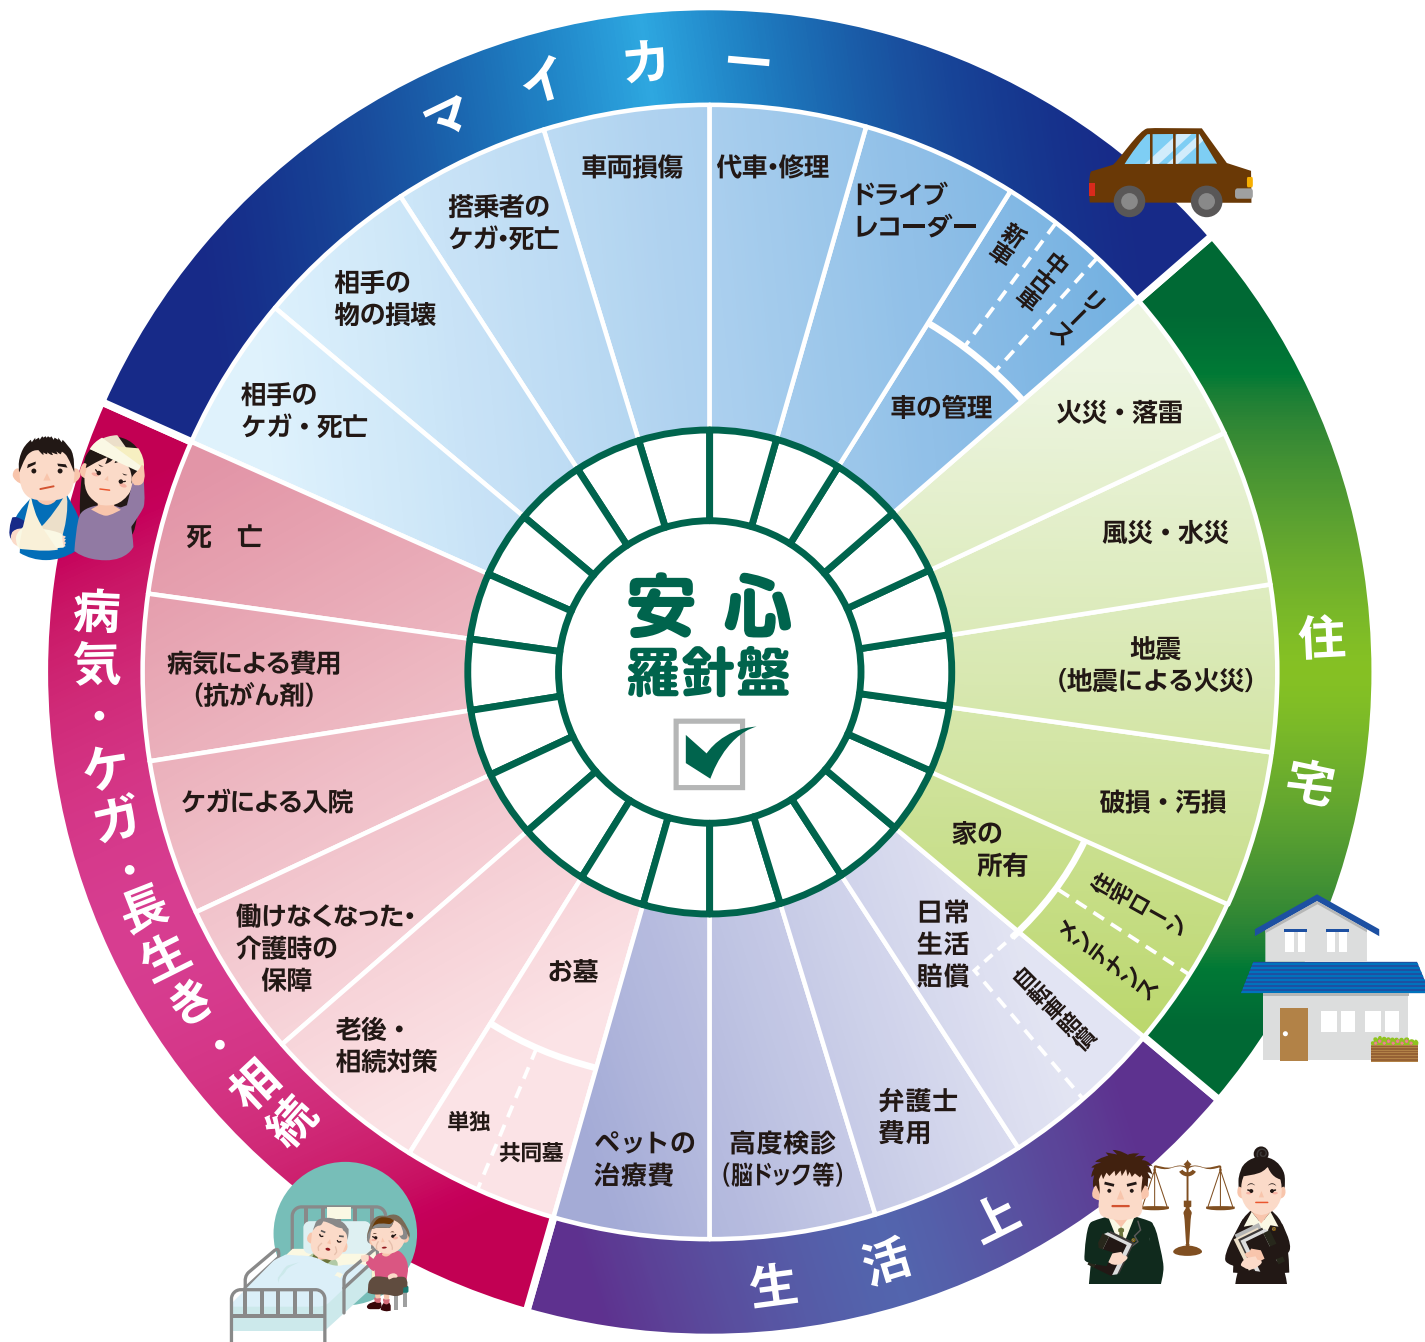 安心
羅針盤
マイカー
相手の
ケガ・死亡
相手の
物の損壊
搭乗者の
ケガ・死亡
車両損傷
代車・修理
ドライブ
レコーダー
新車
中古車
リース
車の管理
住宅
火災・落雷
風災・水災
地震
（地震による火災）
破損・汚損
家の
所有
住宅ローン
メンテナンス
生活上
日常
生活
賠償
自転車賠償
弁護士
費用
高度検診
（脳ドック等）
ペットの
治療費
病気・ケガ・長生き・相続
死　亡
病気による費用
（抗がん剤）
ケガによる入院
働けなくなった・
介護時の
保障
老後・
相続対策
お墓
単独
共同墓